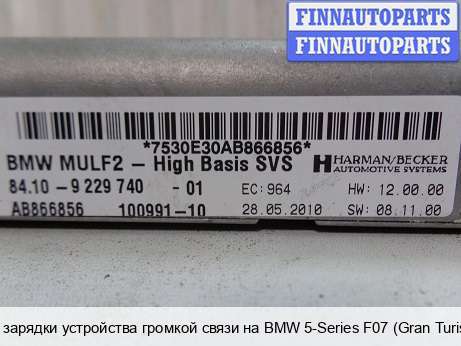 FINNAUTOPARTS
FINNAUTOPARTS
*7530E30AB866856*
BMW MULF2 – High Basis SVS
HARMAN/BECKER
AUTOMOTIVE SYSTEMS
84.10 - 9 229 740 - 01
EC: 964
HW: 12.00.00
AB866856
100991-10
28.05.2010
SW: 08.11.00
зарядки устройства громкой связи на BMW 5-Series F07 (Gran Turis